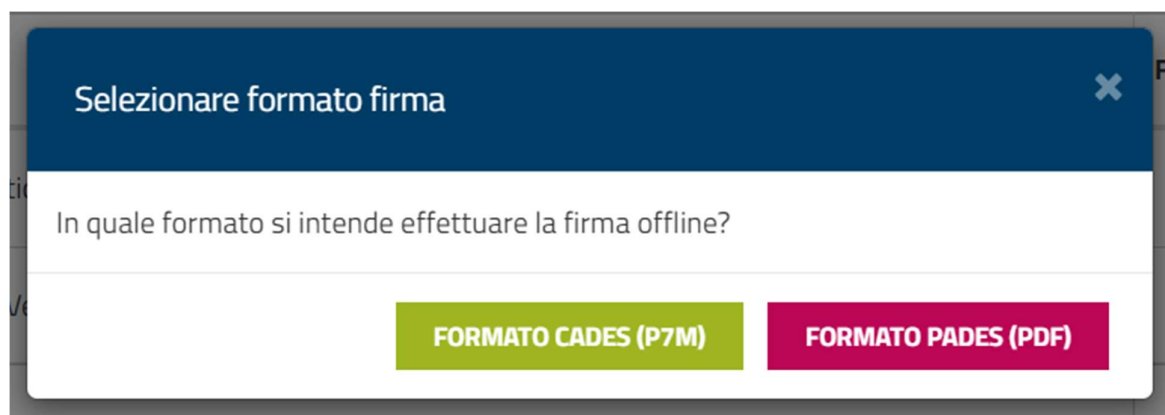 Selezionare formato firma
In quale formato si intende effettuare la firma offline?
FORMATO CADES (P7M) FORMATO PADES (PDF)